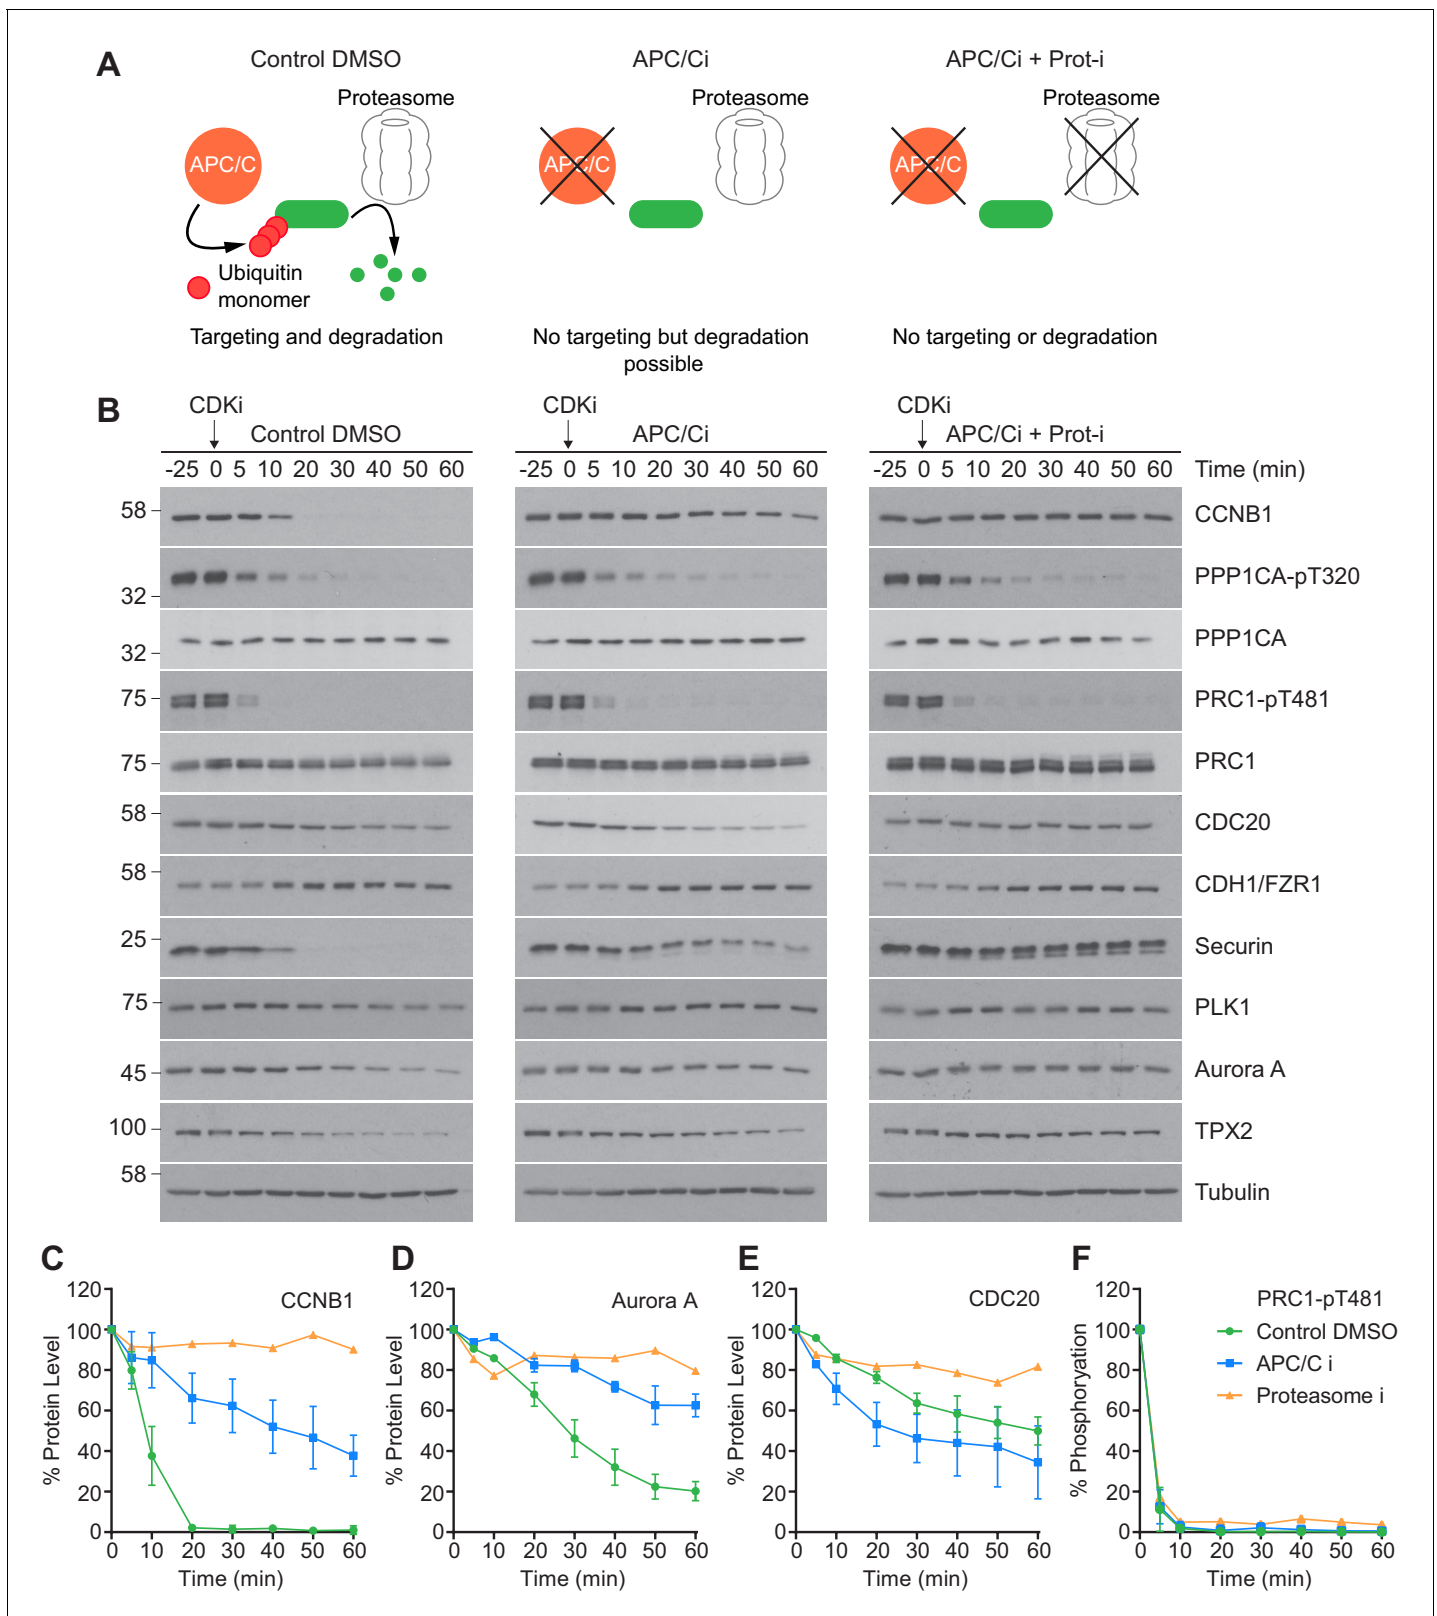 A
Control DMSO
APC/Ci
APC/Ci + Prot-i
Proteasome
Proteasome
Proteasome
APC/C
APC/C
APC/C
Ubiquitin
monomer
Targeting and degradation
No targeting but degradation
possible
No targeting or degradation
B
CDKi
CDKi
CDKi
Control DMSO
APC/Ci
APC/Ci + Prot-i
-25 0 5 10 20 30 40 50 60
-25 0 5 10 20 30 40 50 60
-25 0 5 10 20 30 40 50 60
Time (min)
58
CCNB1
PPP1CA-pT320
32
PPP1CA
32
75
PRC1-pT481
75
PRC1
58
CDC20
58
CDH1/FZR1
25
Securin
75
PLK1
45
Aurora A
100
TPX2
58
Tubulin
C
CCNB1
% Protein Level
120
100
80
60
40
20
0
0 10 20 30 40 50 60
Time (min)
D
Aurora A
% Protein Level
120
100
80
60
40
20
0
0 10 20 30 40 50 60
Time (min)
E
CDC20
% Protein Level
120
100
80
60
40
20
0
0 10 20 30 40 50 60
Time (min)
F
PRC1-pT481
Control DMSO
APC/C i
Proteasome i
% Phosphoryation
120
100
80
60
40
20
0
0 10 20 30 40 50 60
Time (min)